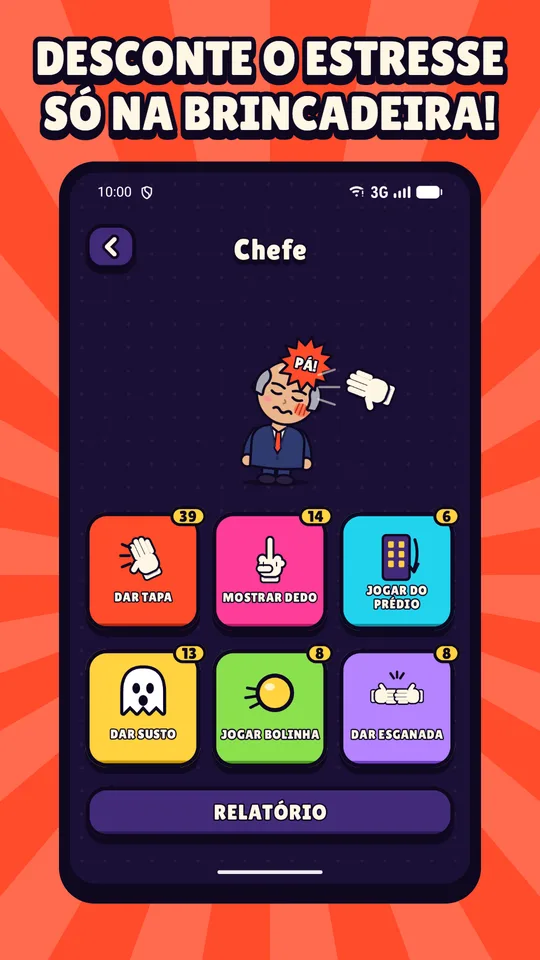 DESCONTE O ESTRESSE
SÓ NA BRINCADEIRA!
10:00
3G
Chefe
PÁ!
39
14
6
DAR TAPA
MOSTRAR DEDO
JOGAR DO
PRÉDIO
13
8
8
DAR SUSTO
JOGAR BOLINHA
DAR ESGANADA
RELATÓRIO